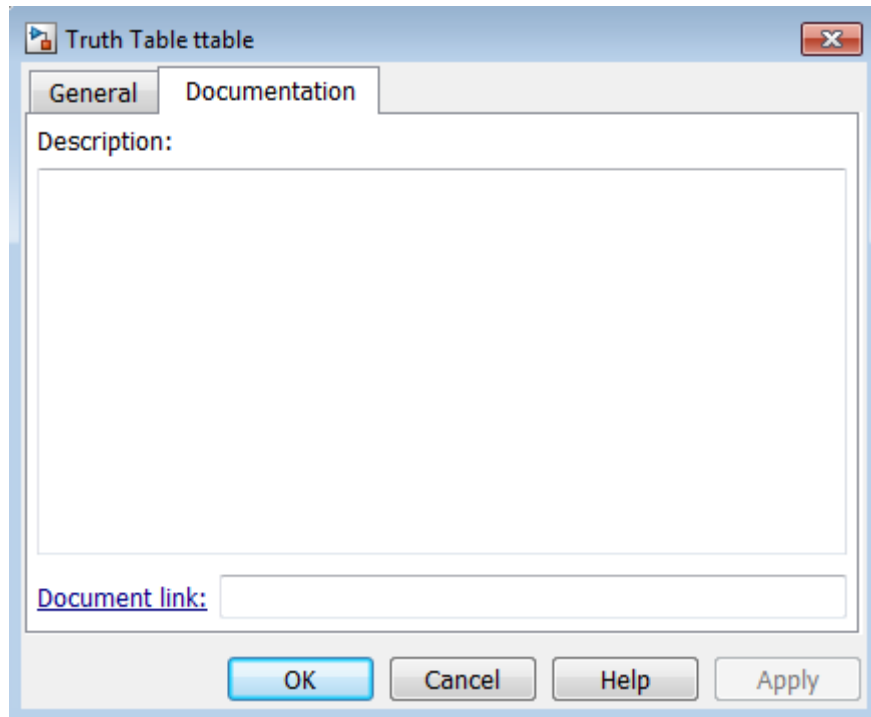 Truth Table ttable
General Documentation
Description:
Document link:
OK Cancel Help Apply